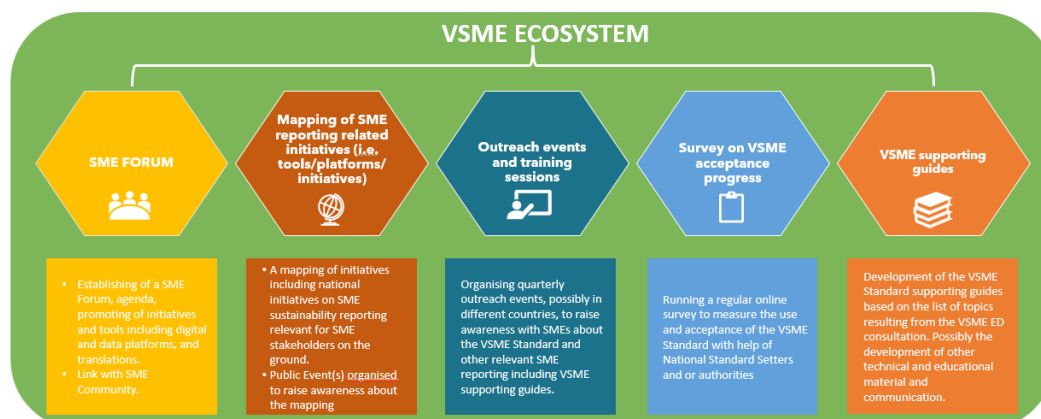 VSME ECOSYSTEM
SME FORUM
Mapping of SME
reporting related
initiatives (i.e.
tools/platforms/
initiatives)
Outreach events
and training
sessions
Survey on VSME
acceptance
progress
VSME supporting
guides
• Establishing of a SME
Forum, agenda,
promoting of initiatives
and tools including digital
and data platforms, and
translations.
• Link with SME
Community.
• A mapping of initiatives
including national
initiatives on SME
sustainability reporting
relevant for SME
stakeholders on the
ground.
• Public Event(s) organised
to raise awareness about
the mapping
Organising quarterly
outreach events, possibly in
different countries, to raise
awareness with SMEs about
the VSME Standard and
other relevant SME
reporting including VSME
supporting guides.
Running a regular online
survey to measure the use
and acceptance of the VSME
Standard with help of
National Standard Setters
and or authorities
Development of the VSME
Standard supporting guides
based on the list of topics
resulting from the VSME ED
consultation. Possibly the
development of other
technical and educational
material and
communication.